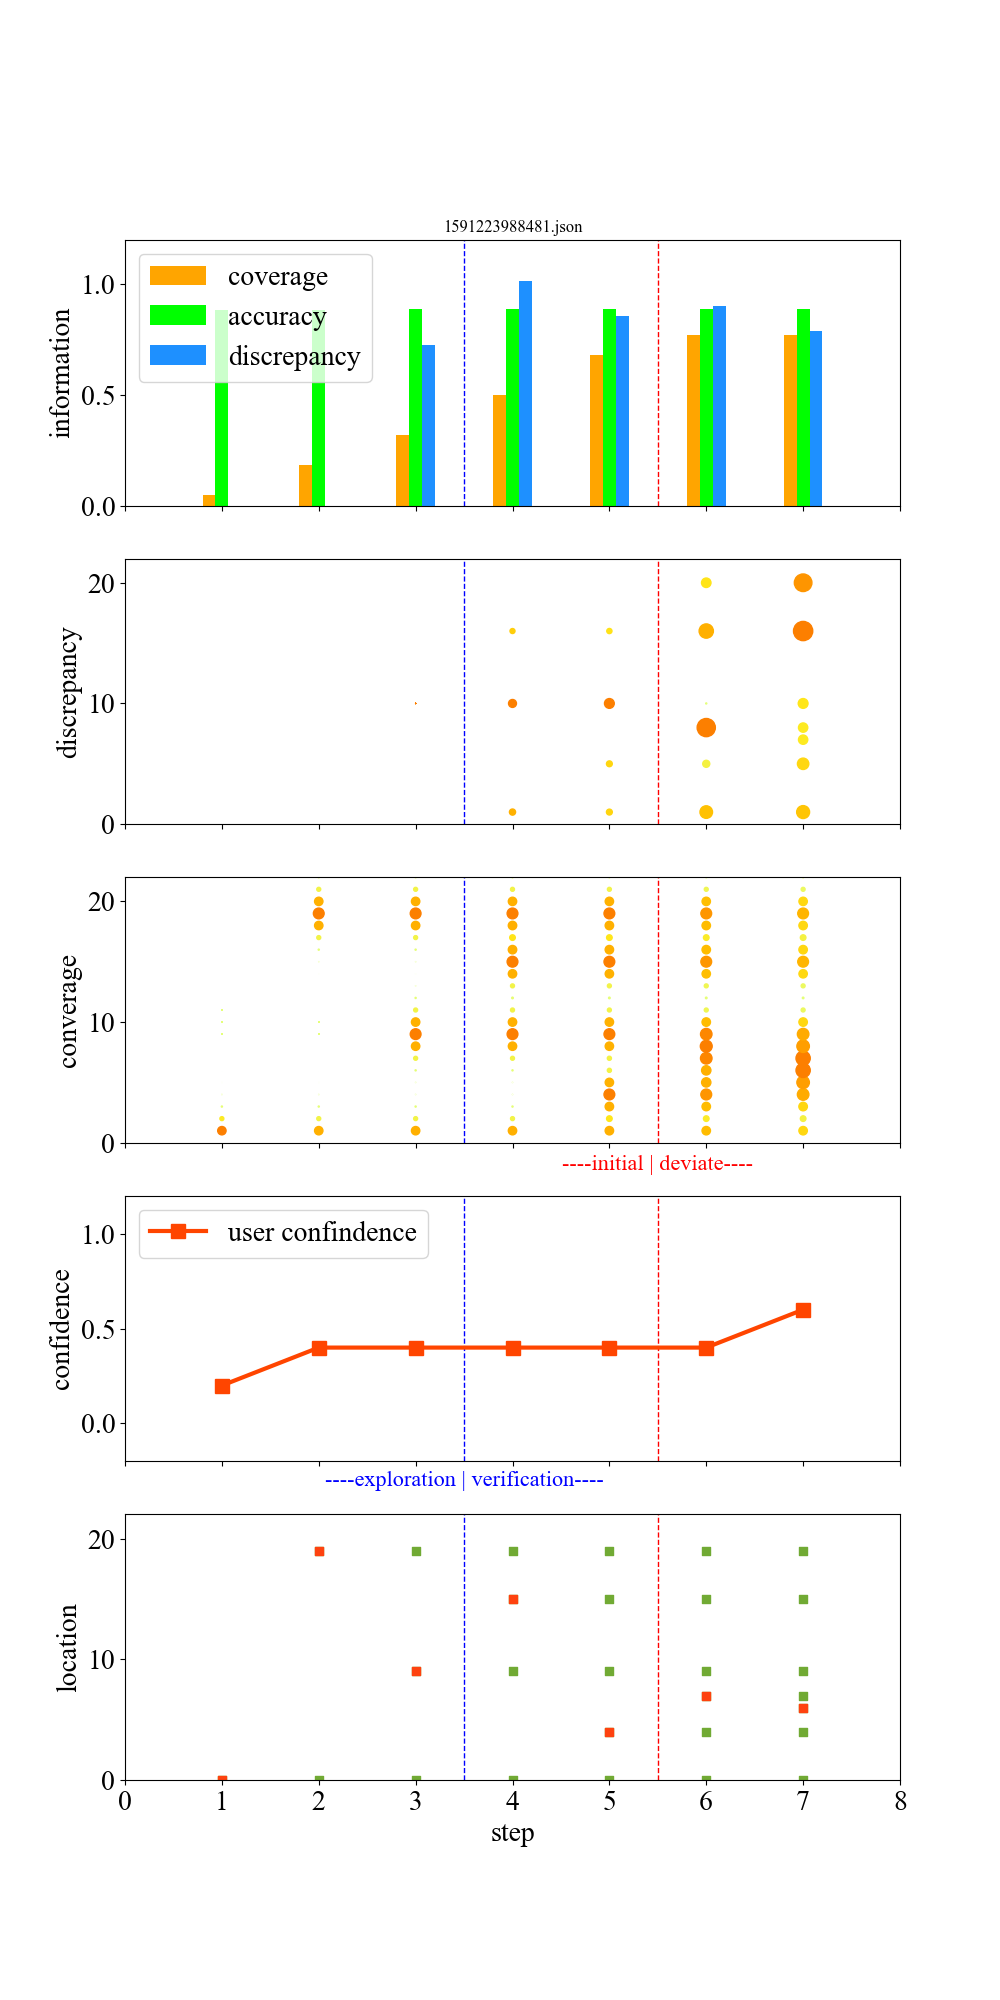 1591223988481.json
coverage
accuracy
discrepancy
information
1.0
0.5
0.0
discrepancy
20
10
0
converage
20
10
0
----initial | deviate----
user confindence
confidence
1.0
0.5
0.0
----exploration | verification----
location
20
10
0
0 1 2 3 4 5 6 7 8
step